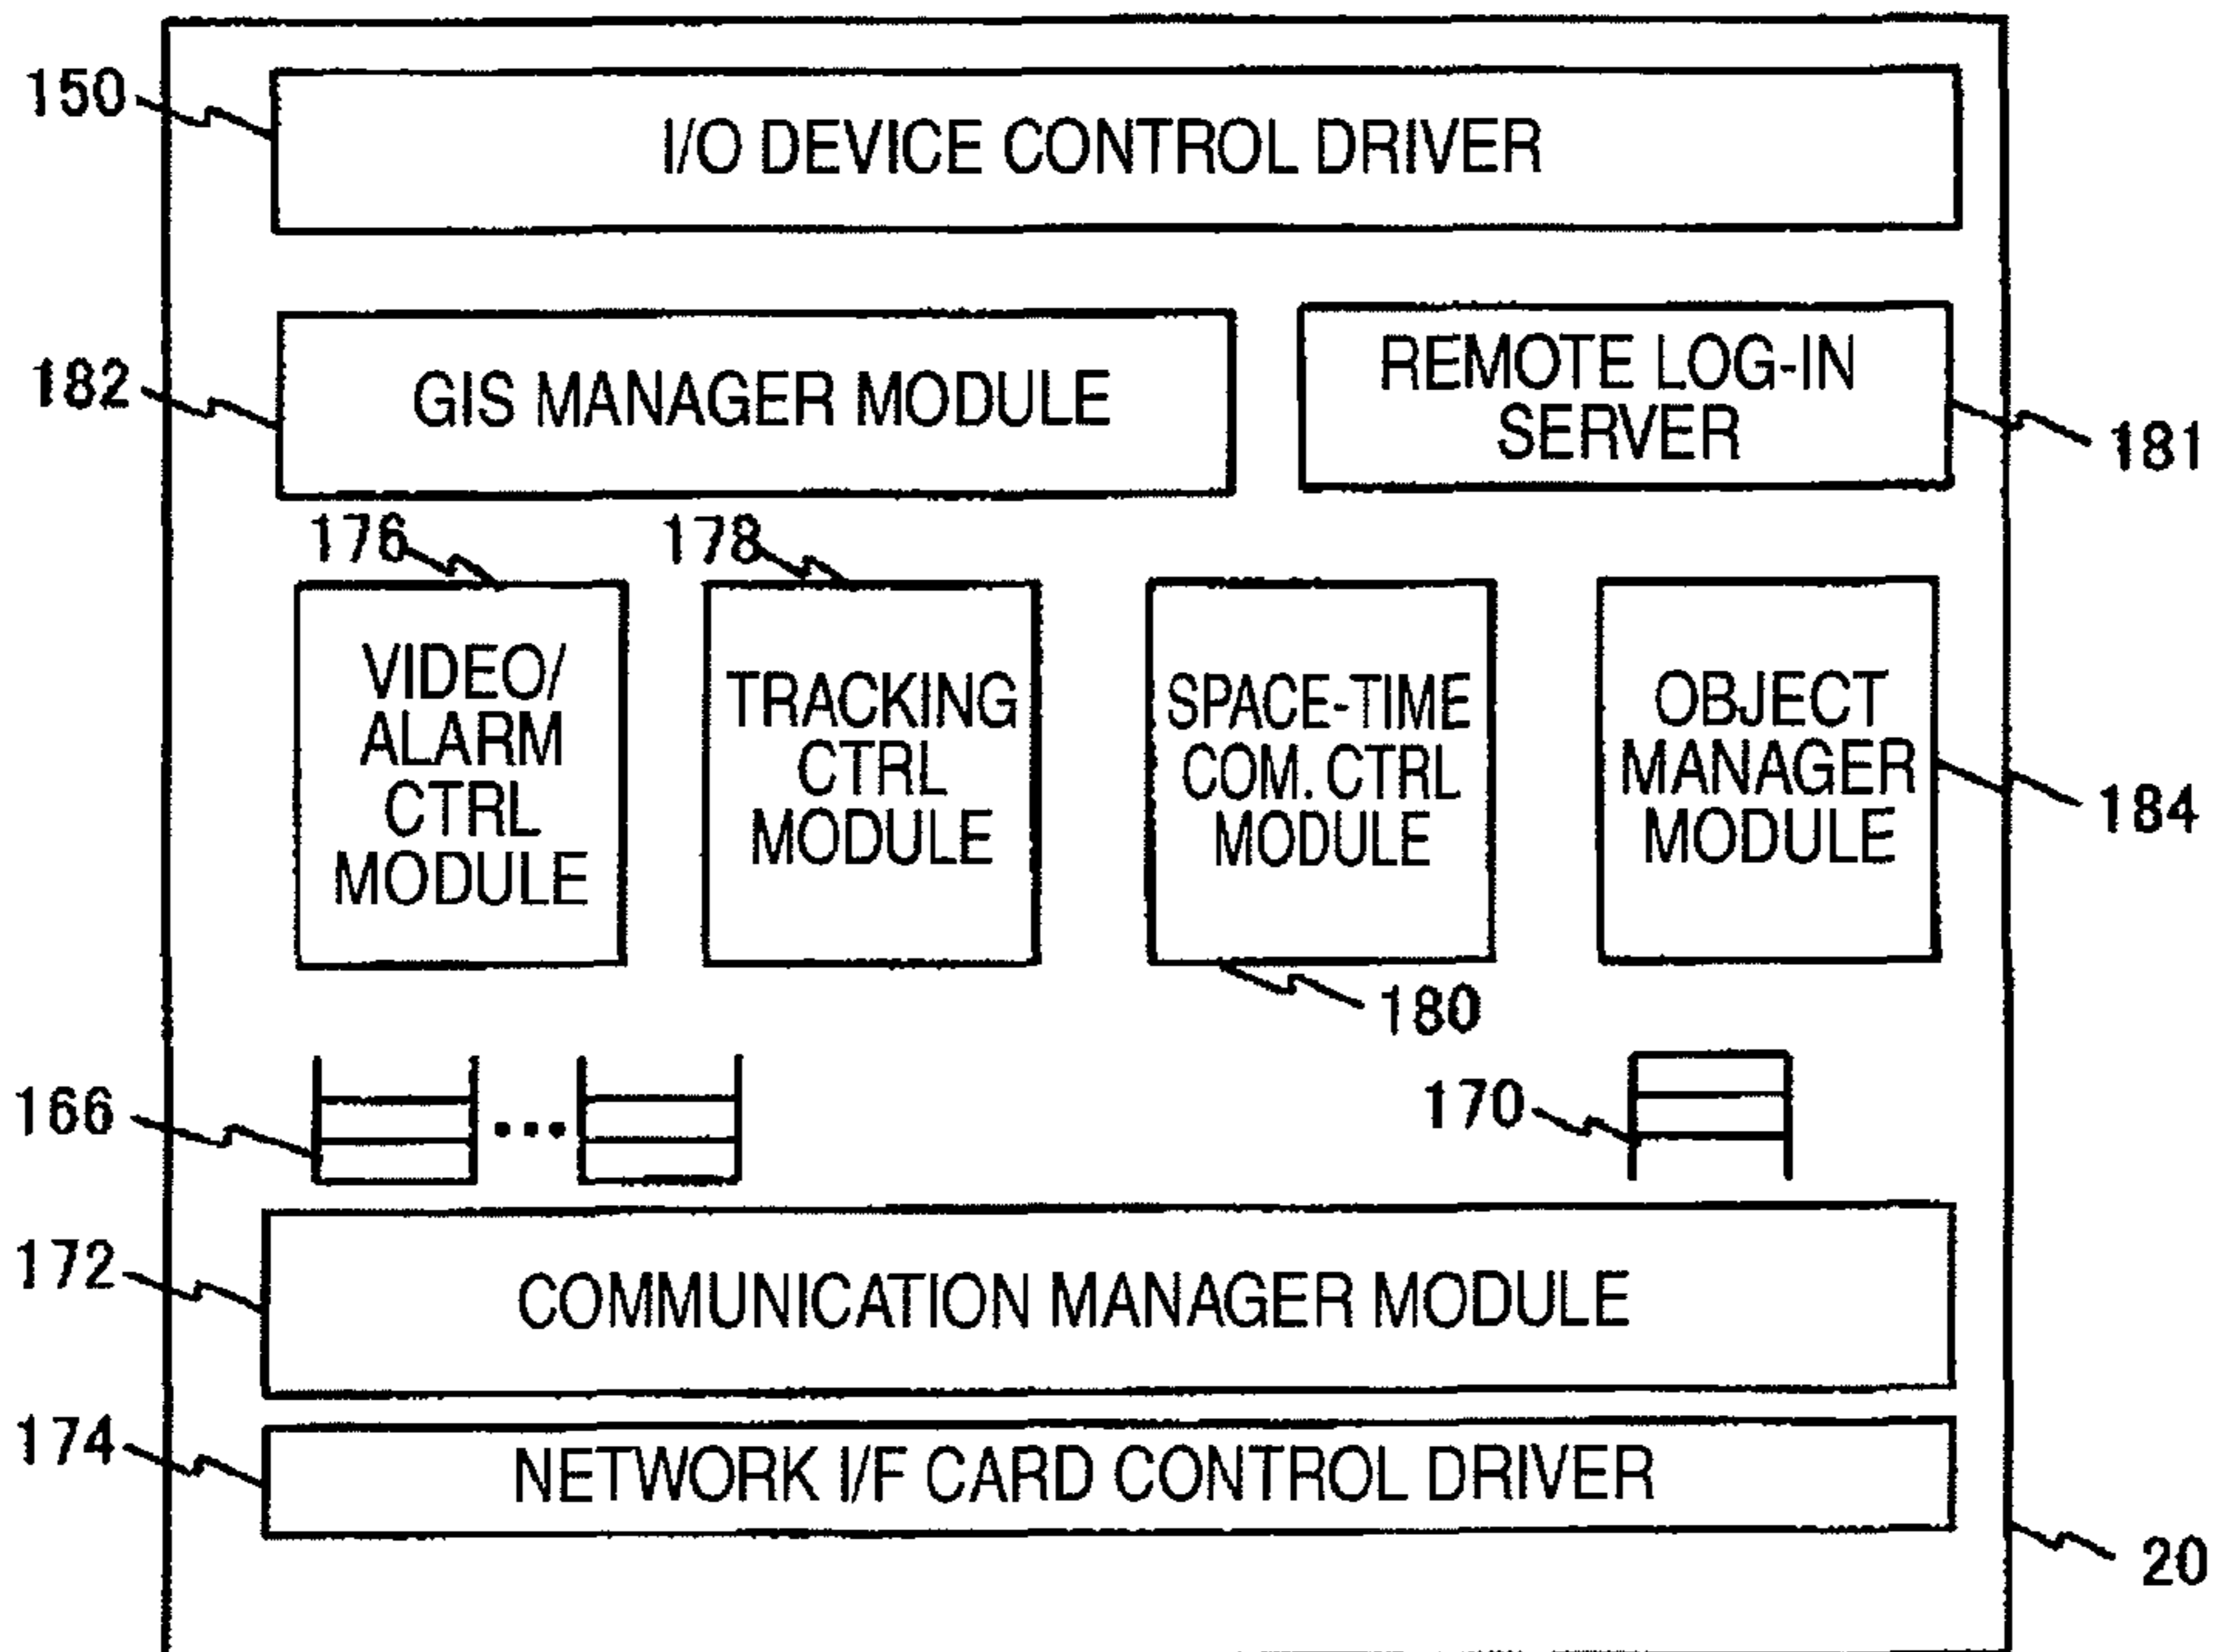 150
I/O DEVICE CONTROL DRIVER
182
GIS MANAGER MODULE
REMOTE LOG-IN
SERVER
181
176
178
VIDEO/
ALARM
CTRL
MODULE
TRACKING
CTRL
MODULE
SPACE-TIME
COM. CTRL
MODULE
OBJECT
MANAGER
MODULE
184
180
166
...
170
172
COMMUNICATION MANAGER MODULE
174
NETWORK I/F CARD CONTROL DRIVER
20